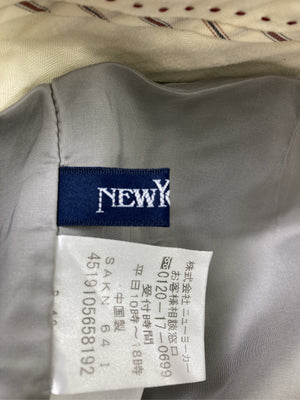 NEWY
株式会社 ニューヨーカー
お客様相談窓口
0120-17-0699
受付時間
平日10時〜18時
中国製
SAKN 641
4519105658192